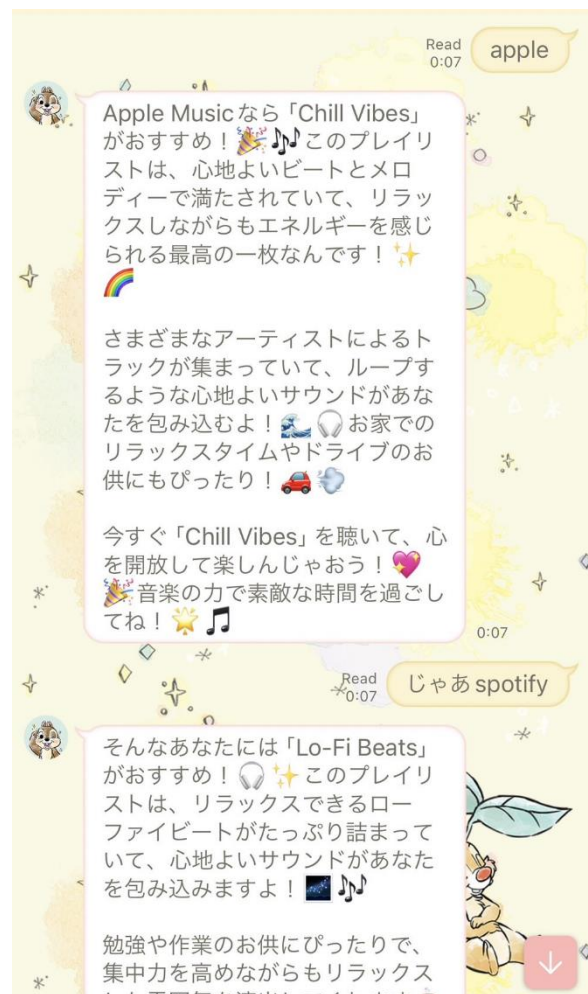 Read
0:07
apple
Apple Musicなら「Chill Vibes」
がおすすめ！🎉🎶このプレイリ
ストは、心地よいビートとメロ
ディーで満たされていて、リラッ
クスしながらもエネルギーを感じ
られる最高の一枚なんです！✨
🌈
さまざまなアーティストによるト
ラックが集まっていて、ループす
るような心地よいサウンドがあな
たを包み込むよ！🌊🎧お家での
リラックスタイムやドライブのお
供にもぴったり！🚗💨
今すぐ「Chill Vibes」を聴いて、心
を開放して楽しんじゃおう！💖
🎉音楽の力で素敵な時間を過ごし
てね！🌟🎵
0:07
Read
0:07
じゃあspotify
そんなあなたには「Lo-Fi Beats」
がおすすめ！🎧✨このプレイリ
ストは、リラックスできるロー
ファイビートがたっぷり詰まって
いて、心地よいサウンドがあなた
を包み込みますよ！🌌🎶
勉強や作業のお供にぴったりで、
集中力を高めながらもリラックス